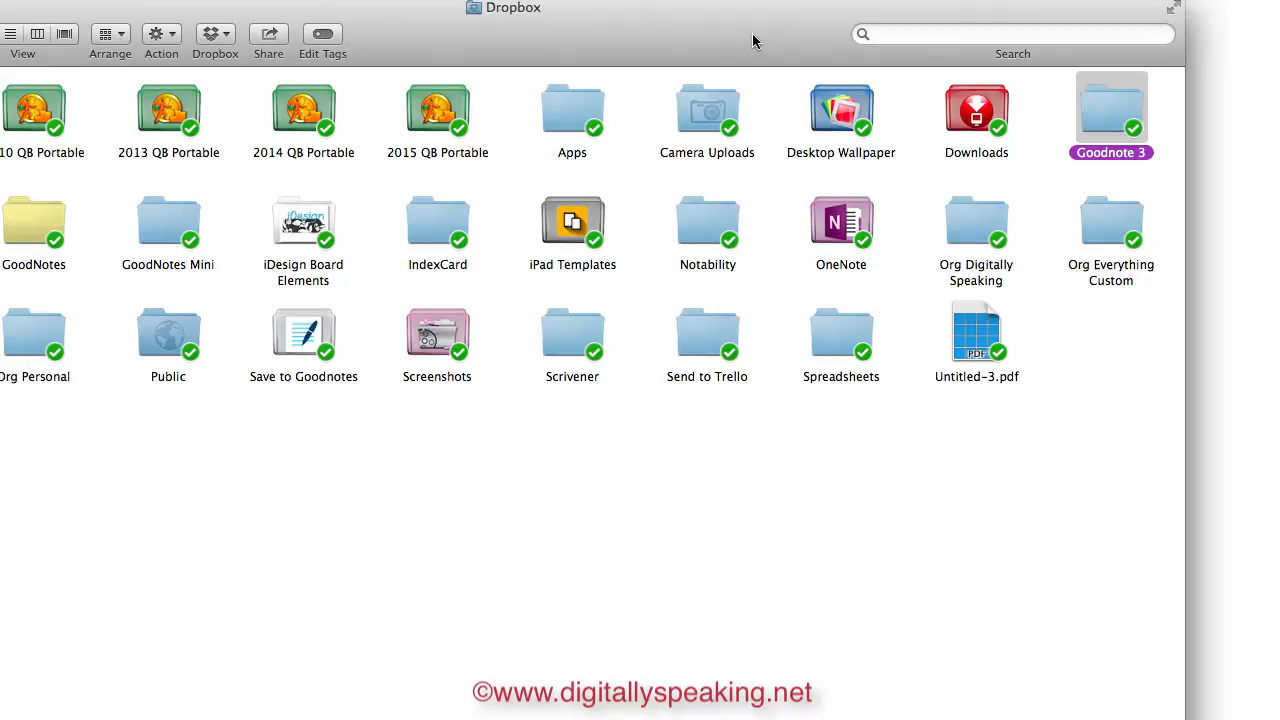 Dropbox
View Arrange Action Dropbox Share Edit Tags Search
10 QB Portable 2013 QB Portable 2014 QB Portable 2015 QB Portable Apps Camera Uploads Desktop Wallpaper Downloads Goodnote 3
GoodNotes GoodNotes Mini iDesign Board Elements IndexCard iPad Templates Notability OneNote Org Digitally Speaking Org Everything Custom
Org Personal Public Save to Goodnotes Screenshots Scrivener Send to Trello Spreadsheets Untitled-3.pdf
iDesign
N
PDF
©www.digitallyspeaking.net